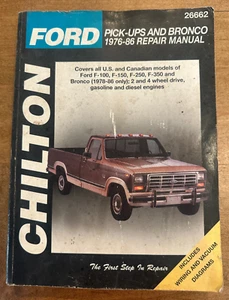 26662
FORD
PICK-UPS AND BRONCO
1976-86 REPAIR MANUAL
Covers all U.S. and Canadian models of
Ford F-100, F-150, F-250, F-350 and
Bronco (1978-86 only); 2 and 4 wheel drive,
gasoline and diesel engines
CHILTON
The First Step In Repair
INCLUDES
WIRING AND VACUUM
DIAGRAMS